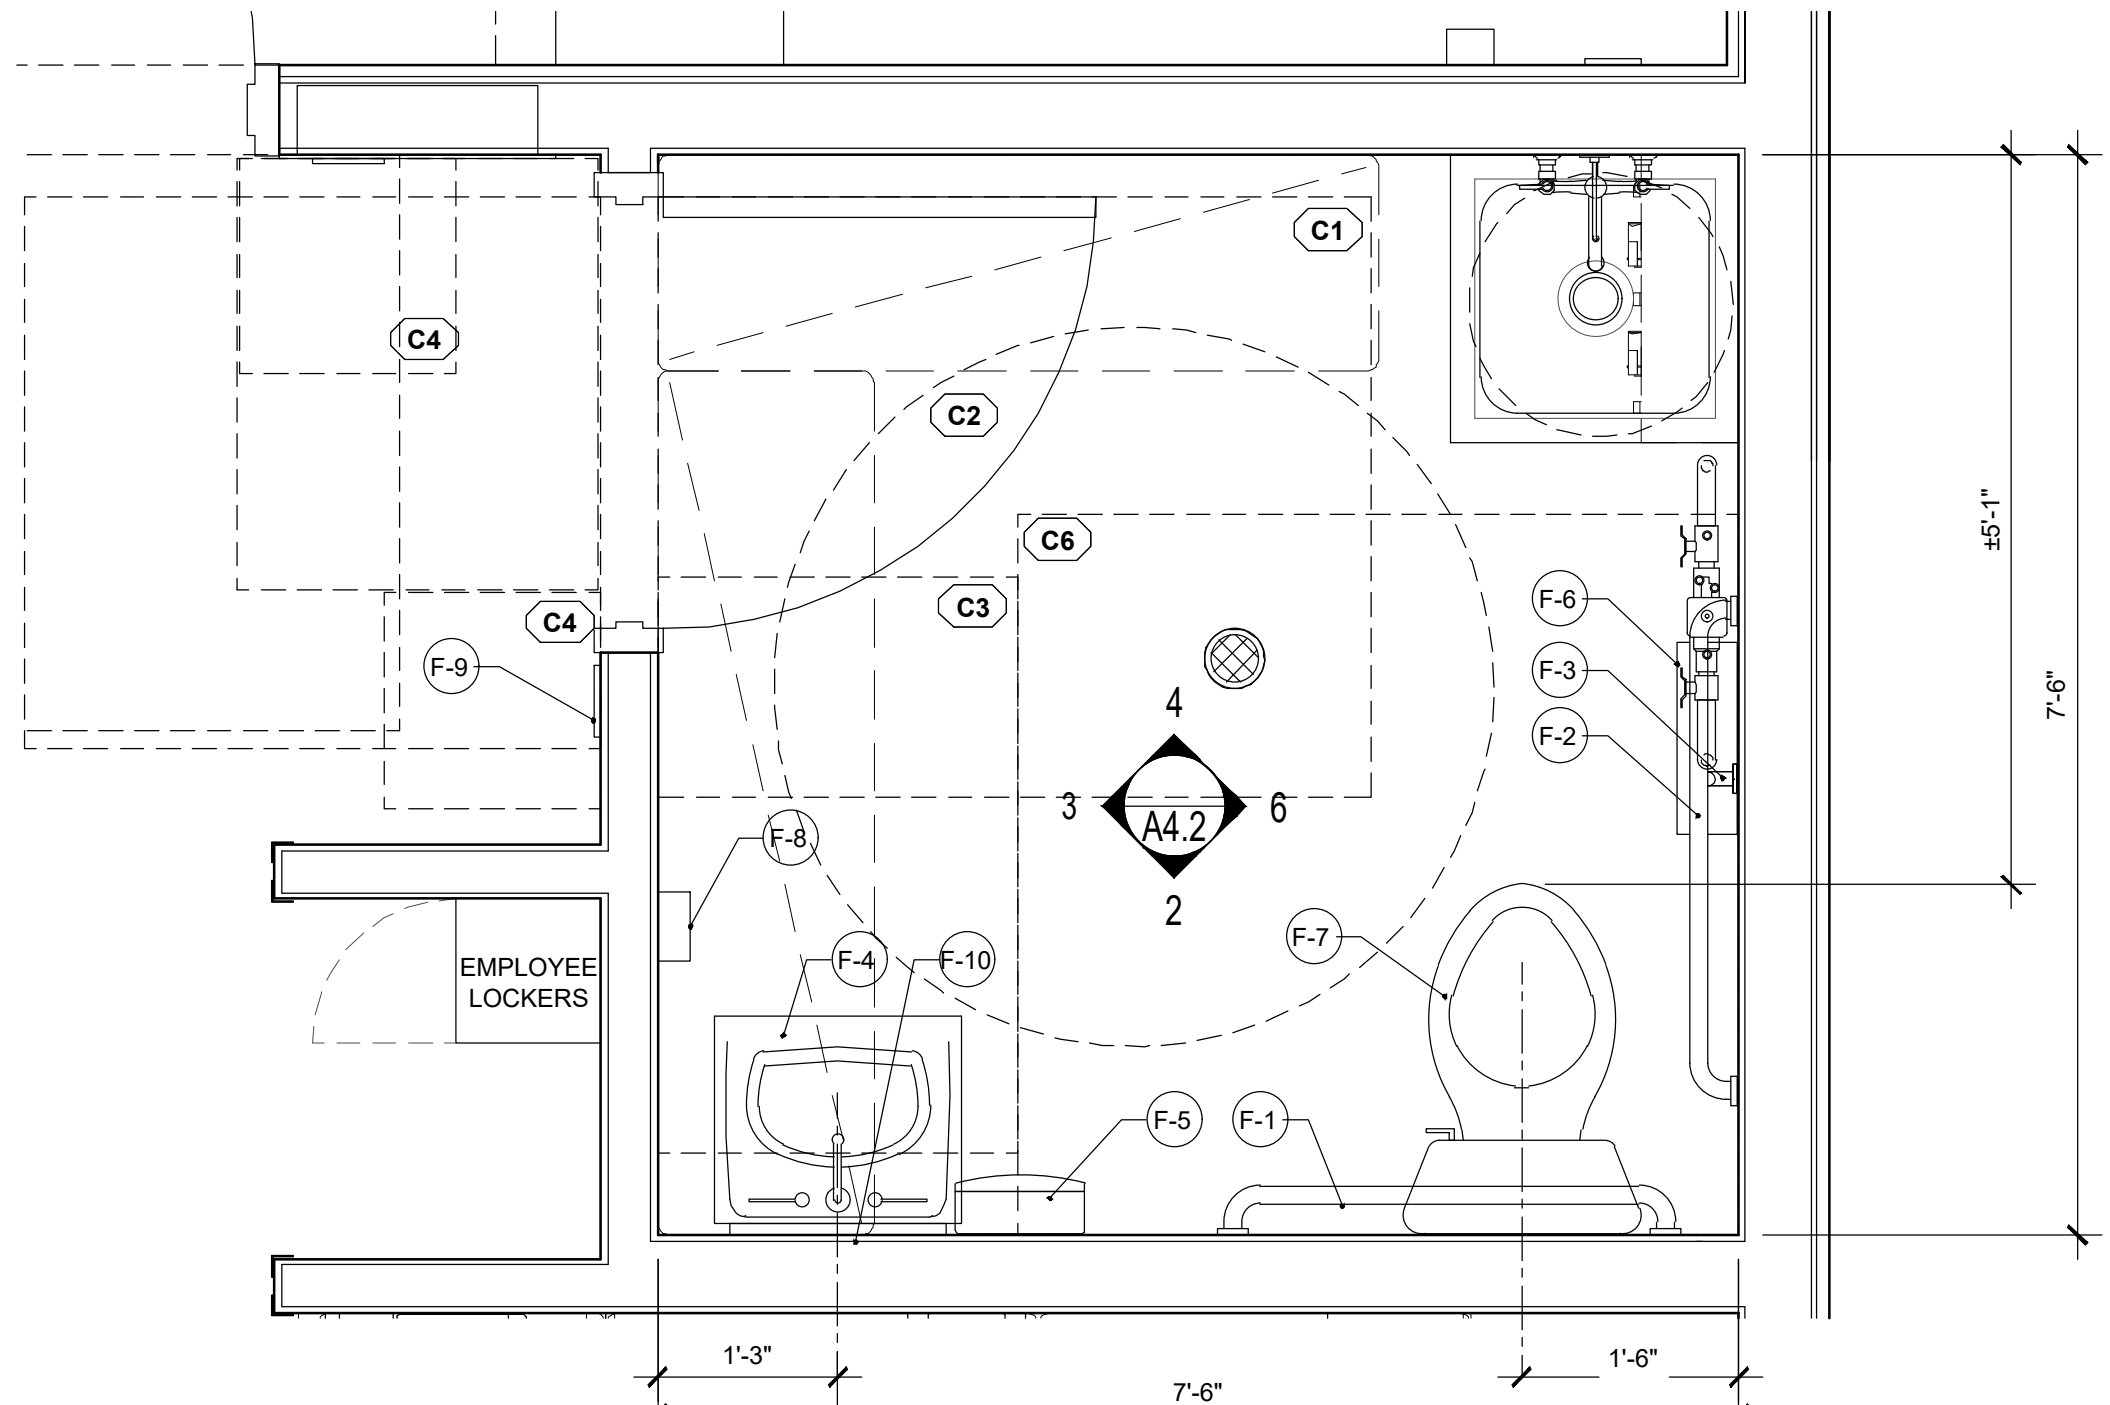 C1
C4
C2
±5'-1"
C6
F-6
C3
C4
F-9
F-3
7'-6"
4
F-2
3
A4.2
6
F-8
2
F-7
F-4
F-10
EMPLOYEE
LOCKERS
F-5
F-1
1'-3"
1'-6"
7'-6"